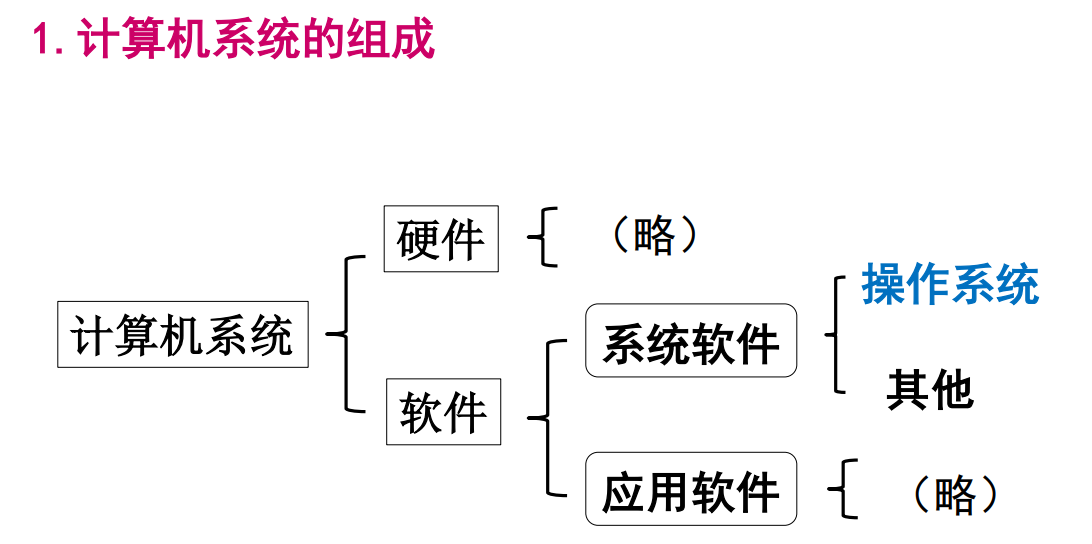 1.计算机系统的组成
硬件
（略）
操作系统
计算机系统
系统软件
其他
软件
应用软件
（略）